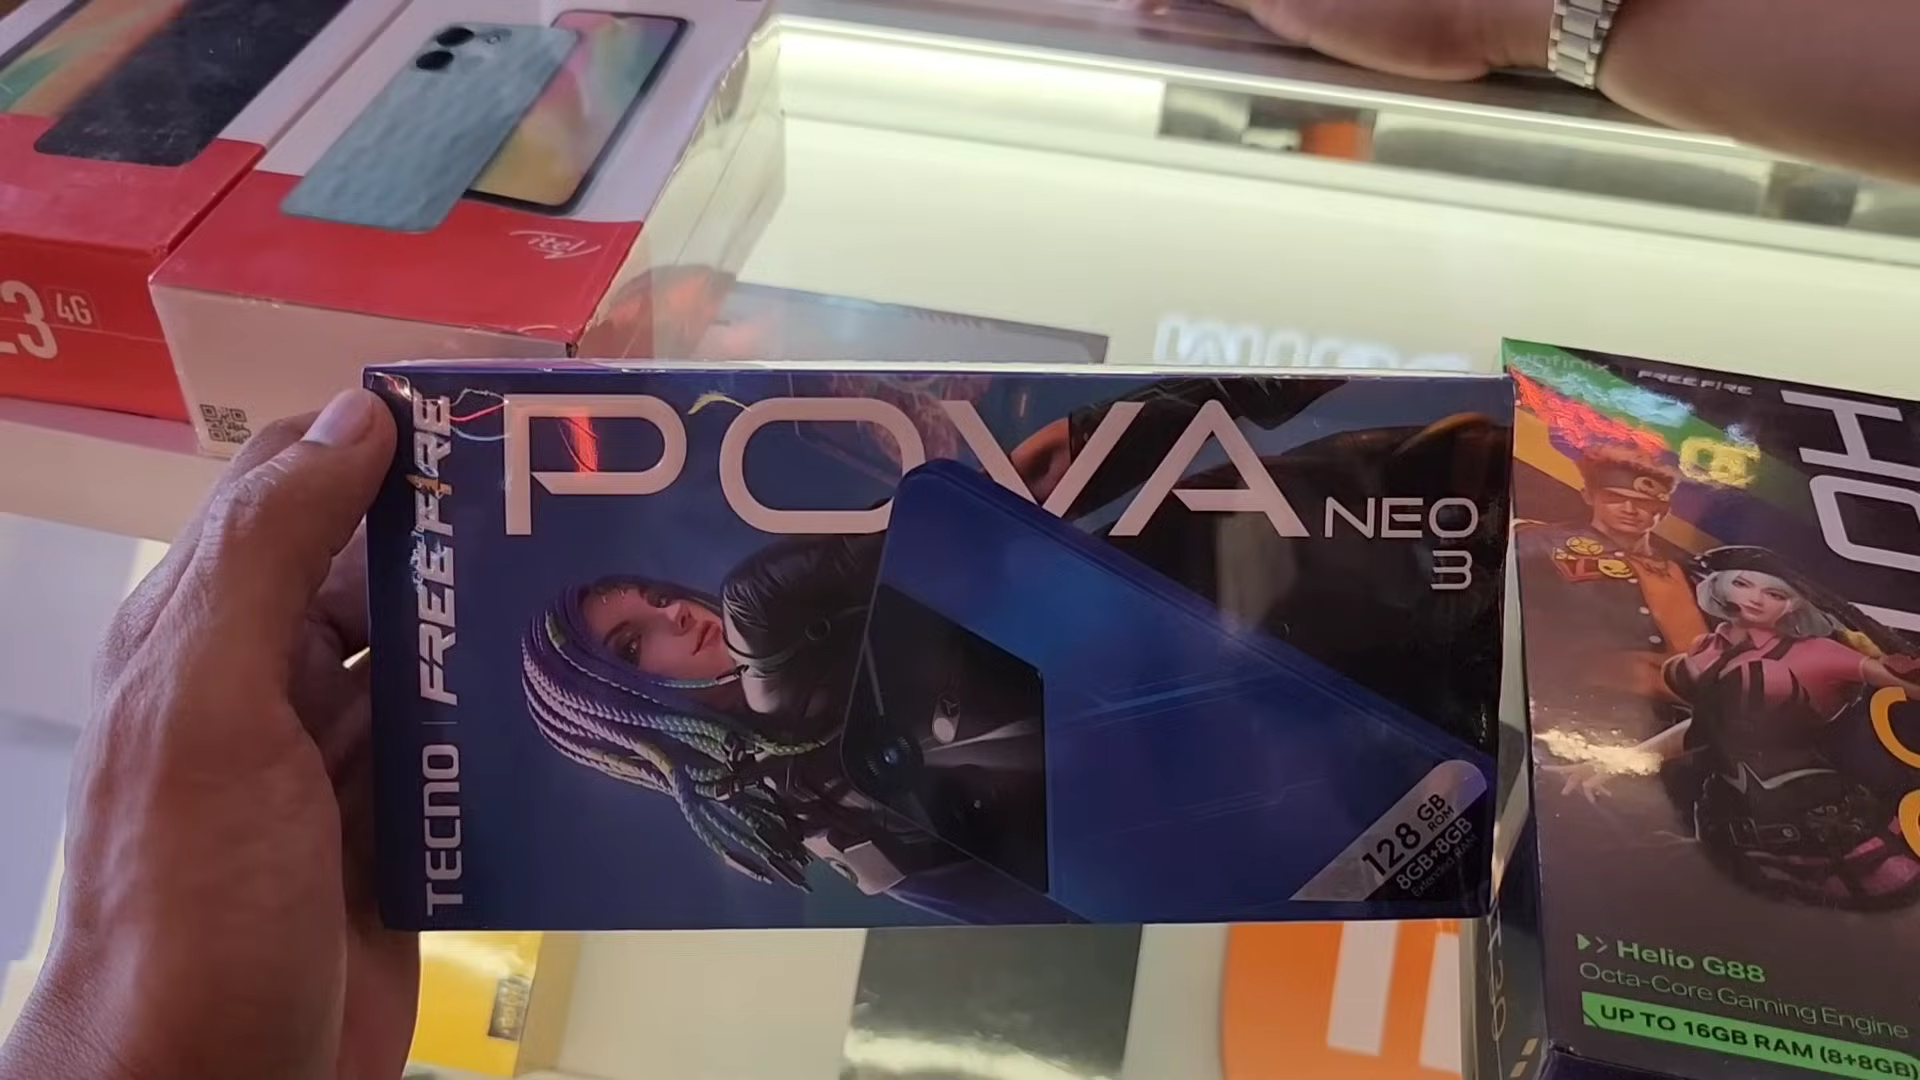 itel
3 4G
TECNO | FREE FIRE
POVA NEO
3
128 GB
ROM
8GB+8GB
Extended RAM
Infinix FREE FIRE
HOT
Helio G88
Octa-Core Gaming Engine
UP TO 16GB RAM (8+8GB)